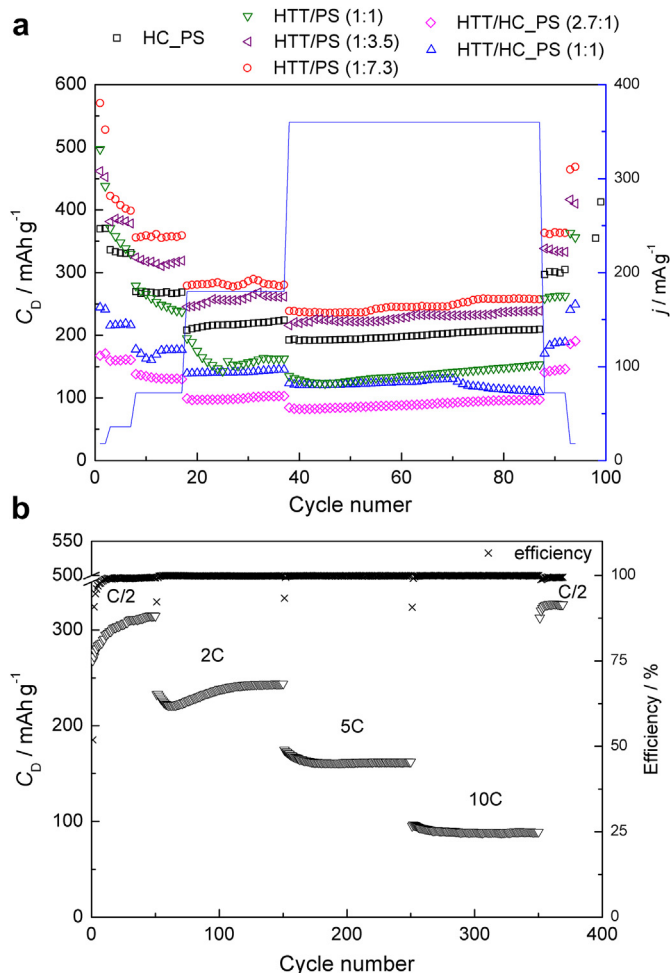 a
HC_PS
HTT/PS (1:1)
HTT/PS (1:3.5)
HTT/PS (1:7.3)
HTT/HC_PS (2.7:1)
HTT/HC_PS (1:1)
600
500
400
300
200
100
0
C_D / mAh g⁻¹
400
300
200
100
0
j / mA g⁻¹
0 20 40 60 80 100
Cycle numer
b
550
500
300
200
100
0
C_D / mAh g⁻¹
× efficiency
C/2
2C
5C
10C
C/2
100
75
50
25
0
Efficiency / %
0 100 200 300 400
Cycle number